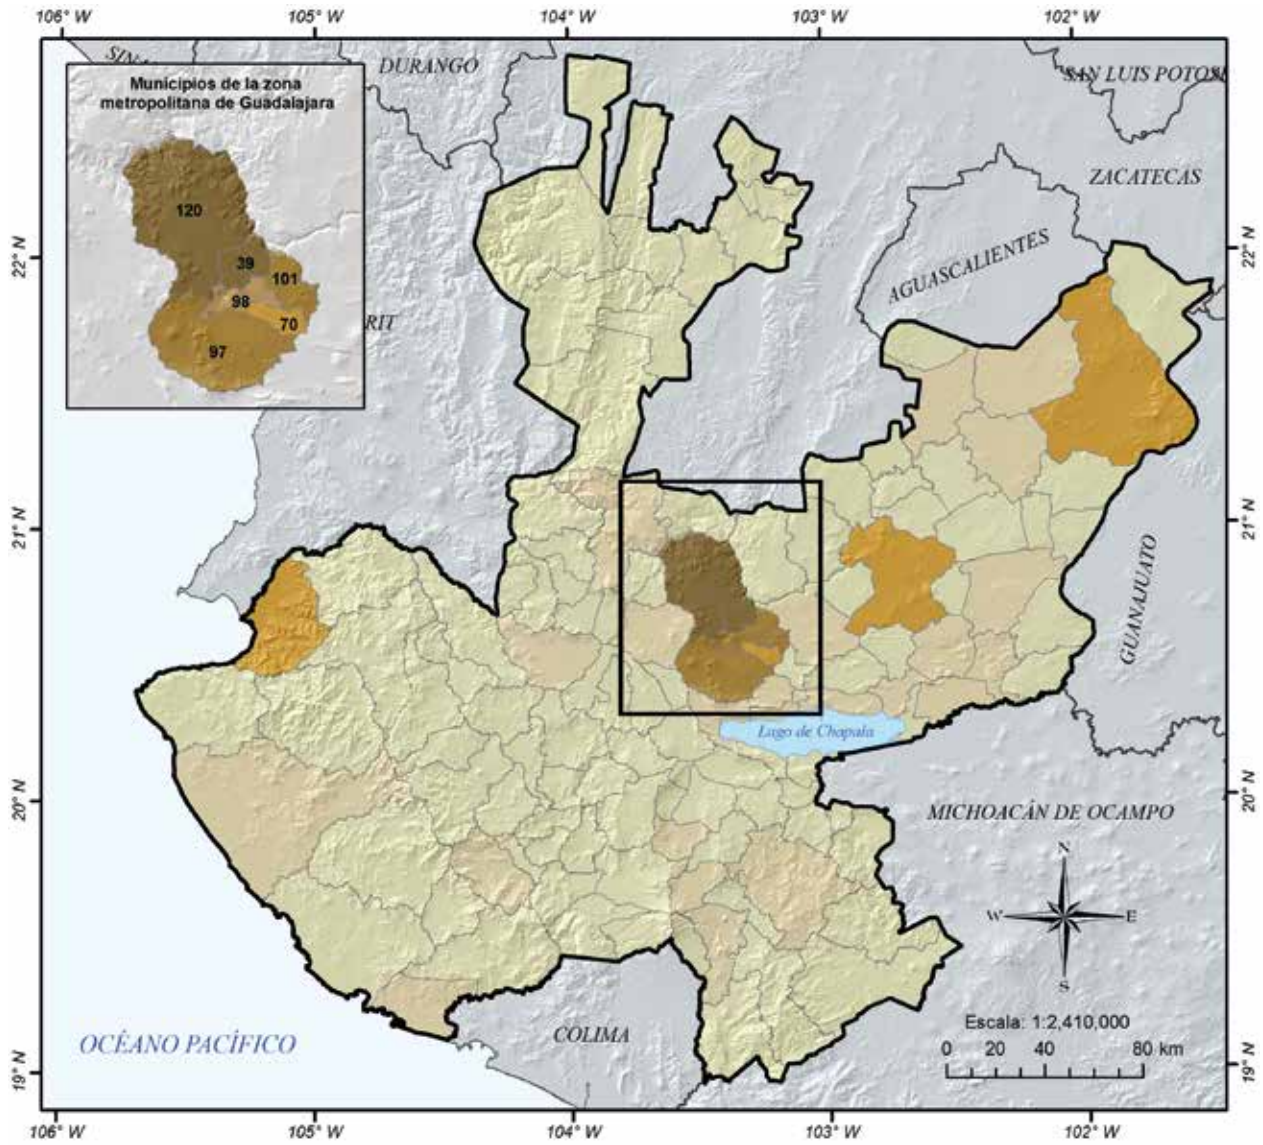 106° W 105° W 104° W 103° W 102° W
DURANGO
SAN LUIS POTOSÍ
Municipios de la zona
metropolitana de Guadalajara
ZACATECAS
120
22° N
39
22° N
AGUASCALIENTES
101
98
RIT
70
97
21° N
21° N
GUANAJUATO
Lago de Chapala
20° N
20° N
MICHOACÁN DE OCAMPO
N
W E
S
Escala: 1:2,410,000
COLIMA
OCÉANO PACÍFICO
0 20 40 80 km
19° N
19° N
106° W 105° W 104° W 103° W 102° W